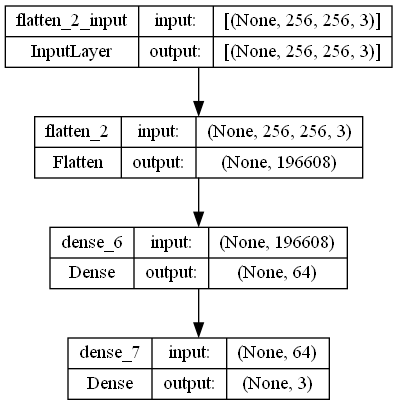 flatten_2_input input: [(None, 256, 256, 3)]
InputLayer output: [(None, 256, 256, 3)]
flatten_2 input: (None, 256, 256, 3)
Flatten output: (None, 196608)
dense_6 input: (None, 196608)
Dense output: (None, 64)
dense_7 input: (None, 64)
Dense output: (None, 3)